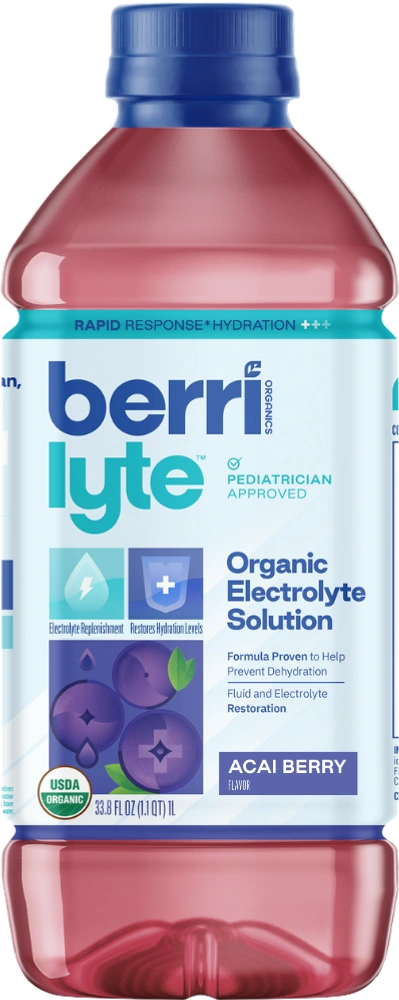 RAPID RESPONSE*HYDRATION +++
berri
ORGANICS
lyte™
PEDIATRICIAN
APPROVED
Electrolyte Replenishment
Restores Hydration Levels
Organic
Electrolyte
Solution
Formula Proven to Help
Prevent Dehydration
Fluid and Electrolyte
Restoration
ACAI BERRY
FLAVOR
USDA
ORGANIC
33.8 FL OZ (1.1 QT) 1L